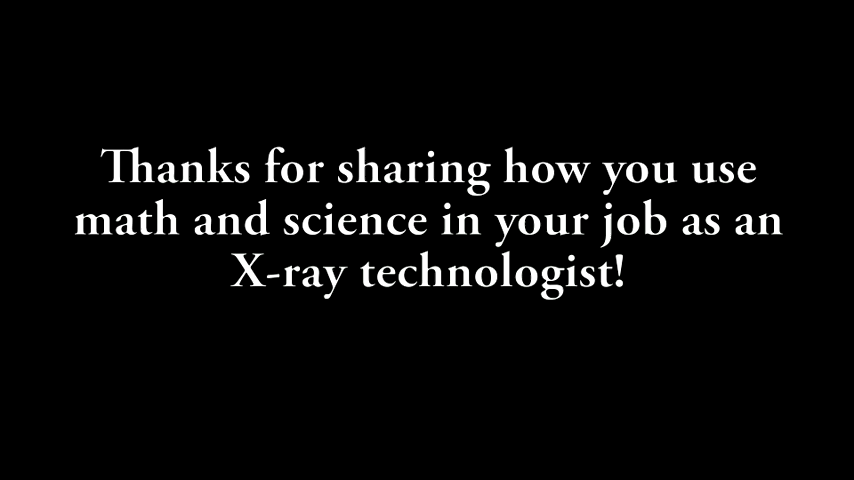 Thanks for sharing how you use
math and science in your job as an
X-ray technologist!